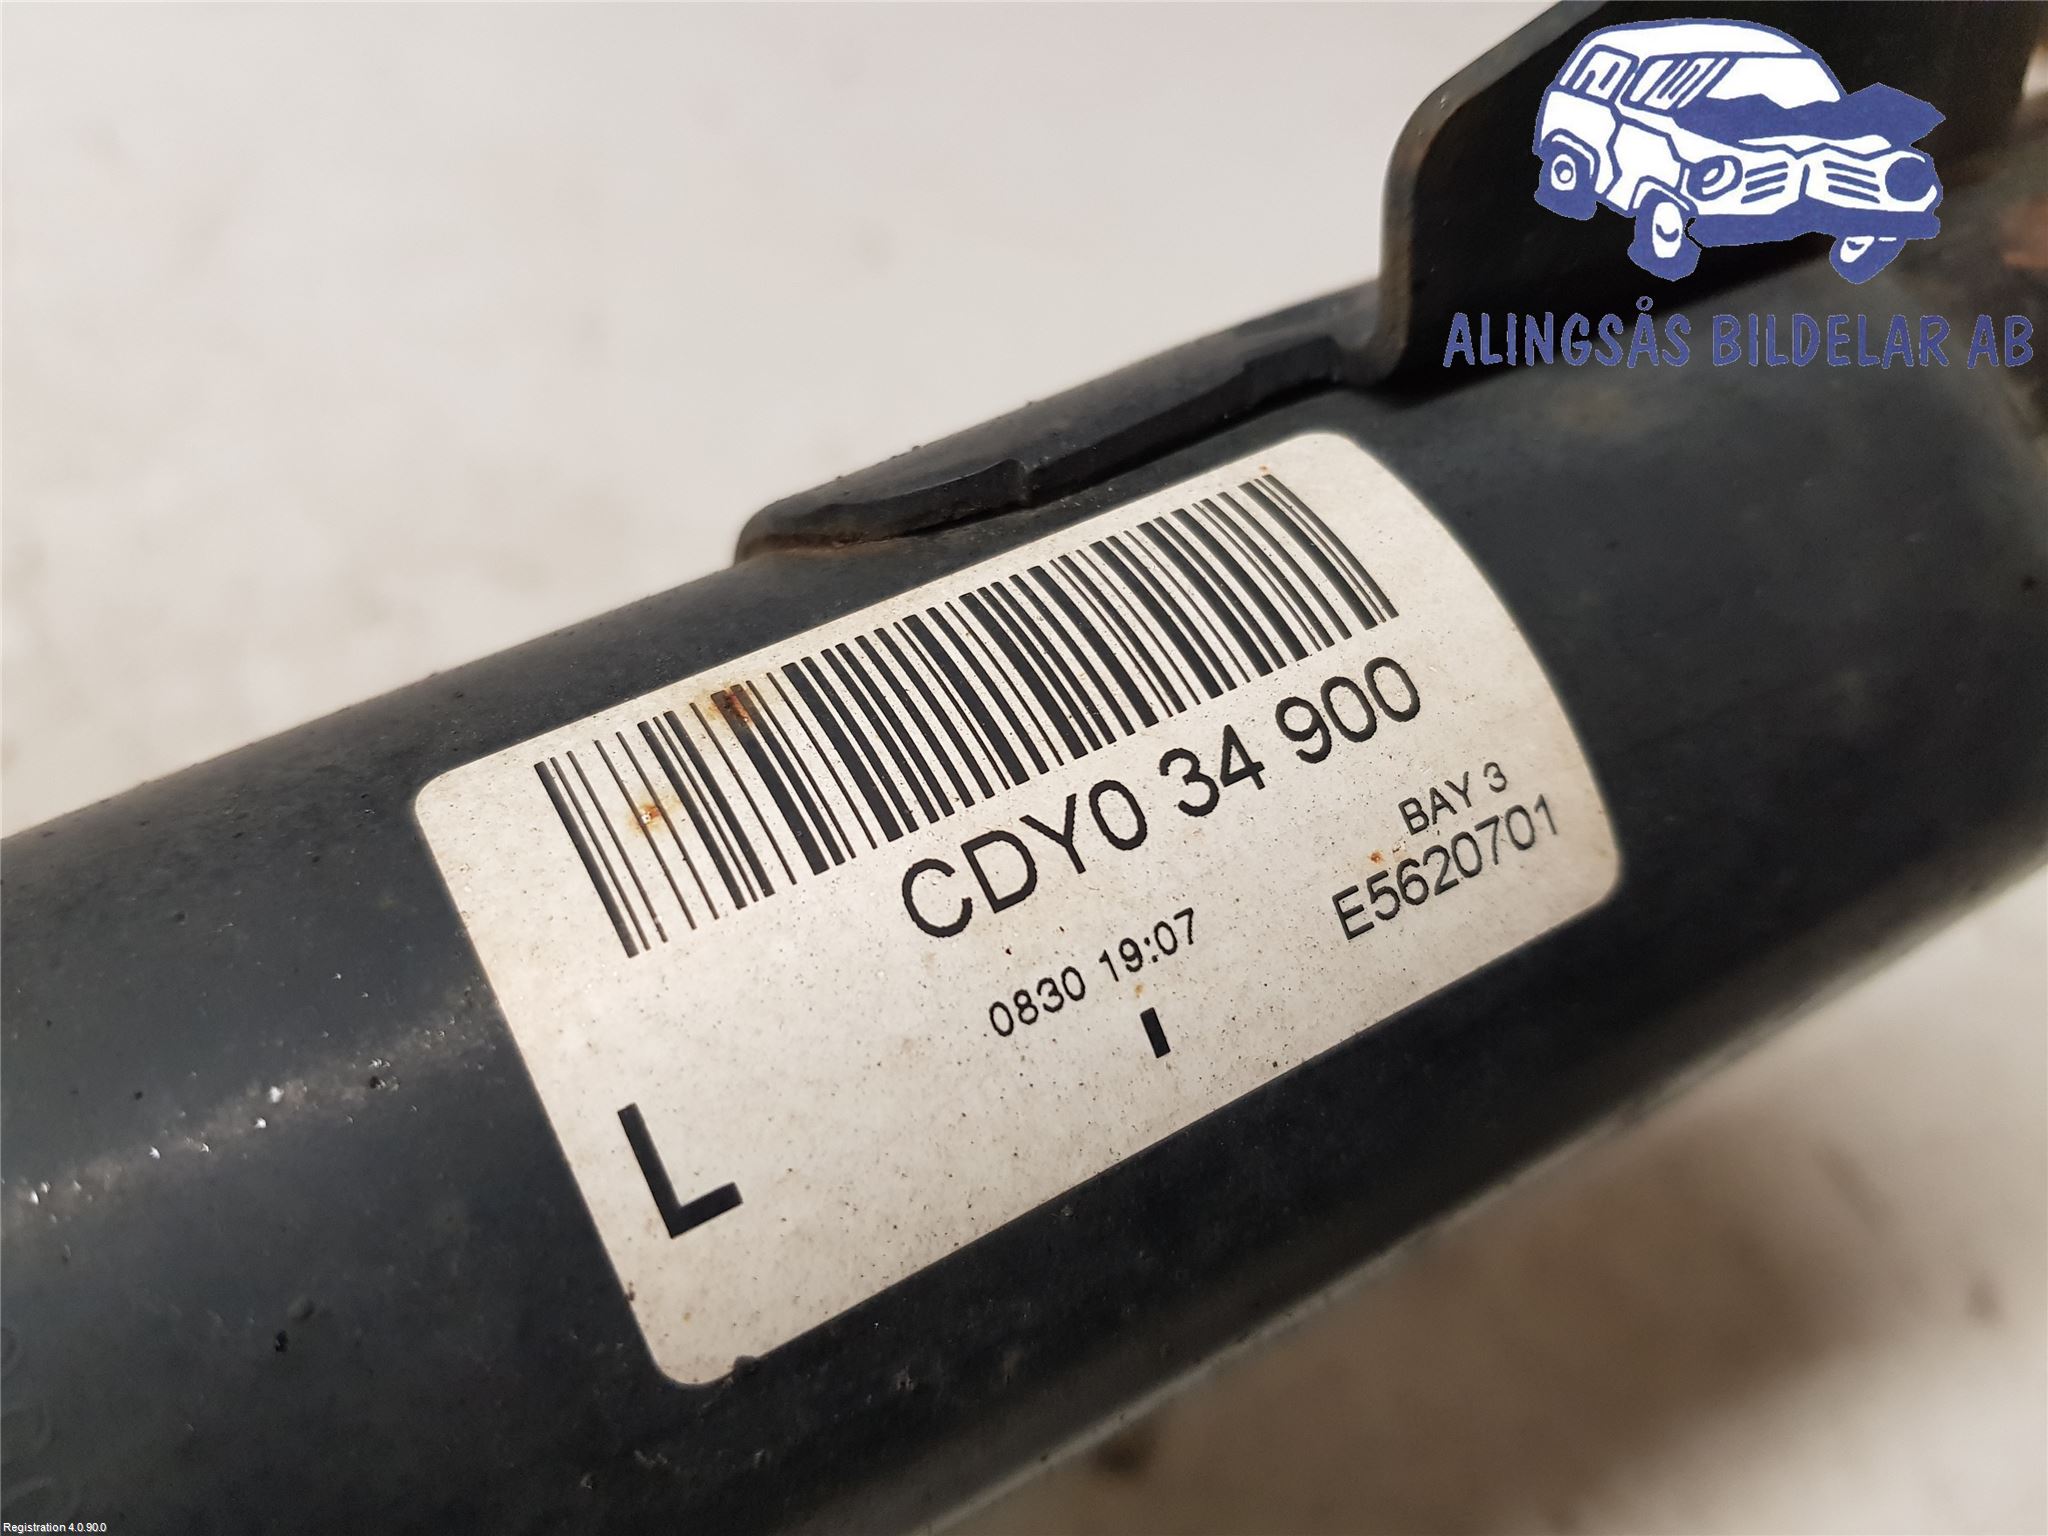 ALINGSÅS BILDELAR AB
CDY0 34 900
BAY 3
0830 19:07
E5620701
L
Registration 4.0.90.0